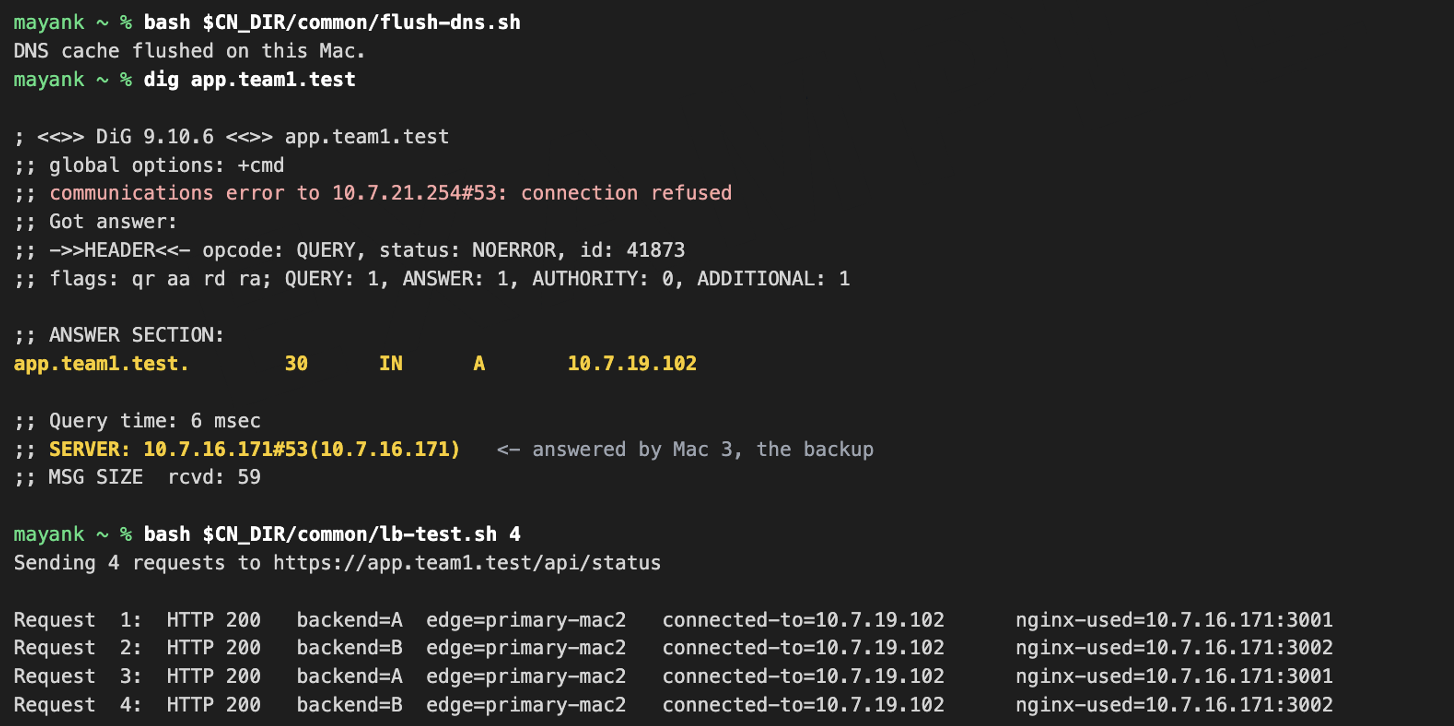 mayank ~ % bash $CN_DIR/common/flush-dns.sh
DNS cache flushed on this Mac.
mayank ~ % dig app.team1.test
; <<>> DiG 9.10.6 <<>> app.team1.test
;; global options: +cmd
;; communications error to 10.7.21.254#53: connection refused
;; Got answer:
;; ->>HEADER<<- opcode: QUERY, status: NOERROR, id: 41873
;; flags: qr aa rd ra; QUERY: 1, ANSWER: 1, AUTHORITY: 0, ADDITIONAL: 1
;; ANSWER SECTION:
app.team1.test.        30      IN      A       10.7.19.102
;; Query time: 6 msec
;; SERVER: 10.7.16.171#53(10.7.16.171)   <- answered by Mac 3, the backup
;; MSG SIZE  rcvd: 59
mayank ~ % bash $CN_DIR/common/lb-test.sh 4
Sending 4 requests to https://app.team1.test/api/status
Request  1:  HTTP 200   backend=A  edge=primary-mac2   connected-to=10.7.19.102      nginx-used=10.7.16.171:3001
Request  2:  HTTP 200   backend=B  edge=primary-mac2   connected-to=10.7.19.102      nginx-used=10.7.16.171:3002
Request  3:  HTTP 200   backend=A  edge=primary-mac2   connected-to=10.7.19.102      nginx-used=10.7.16.171:3001
Request  4:  HTTP 200   backend=B  edge=primary-mac2   connected-to=10.7.19.102      nginx-used=10.7.16.171:3002